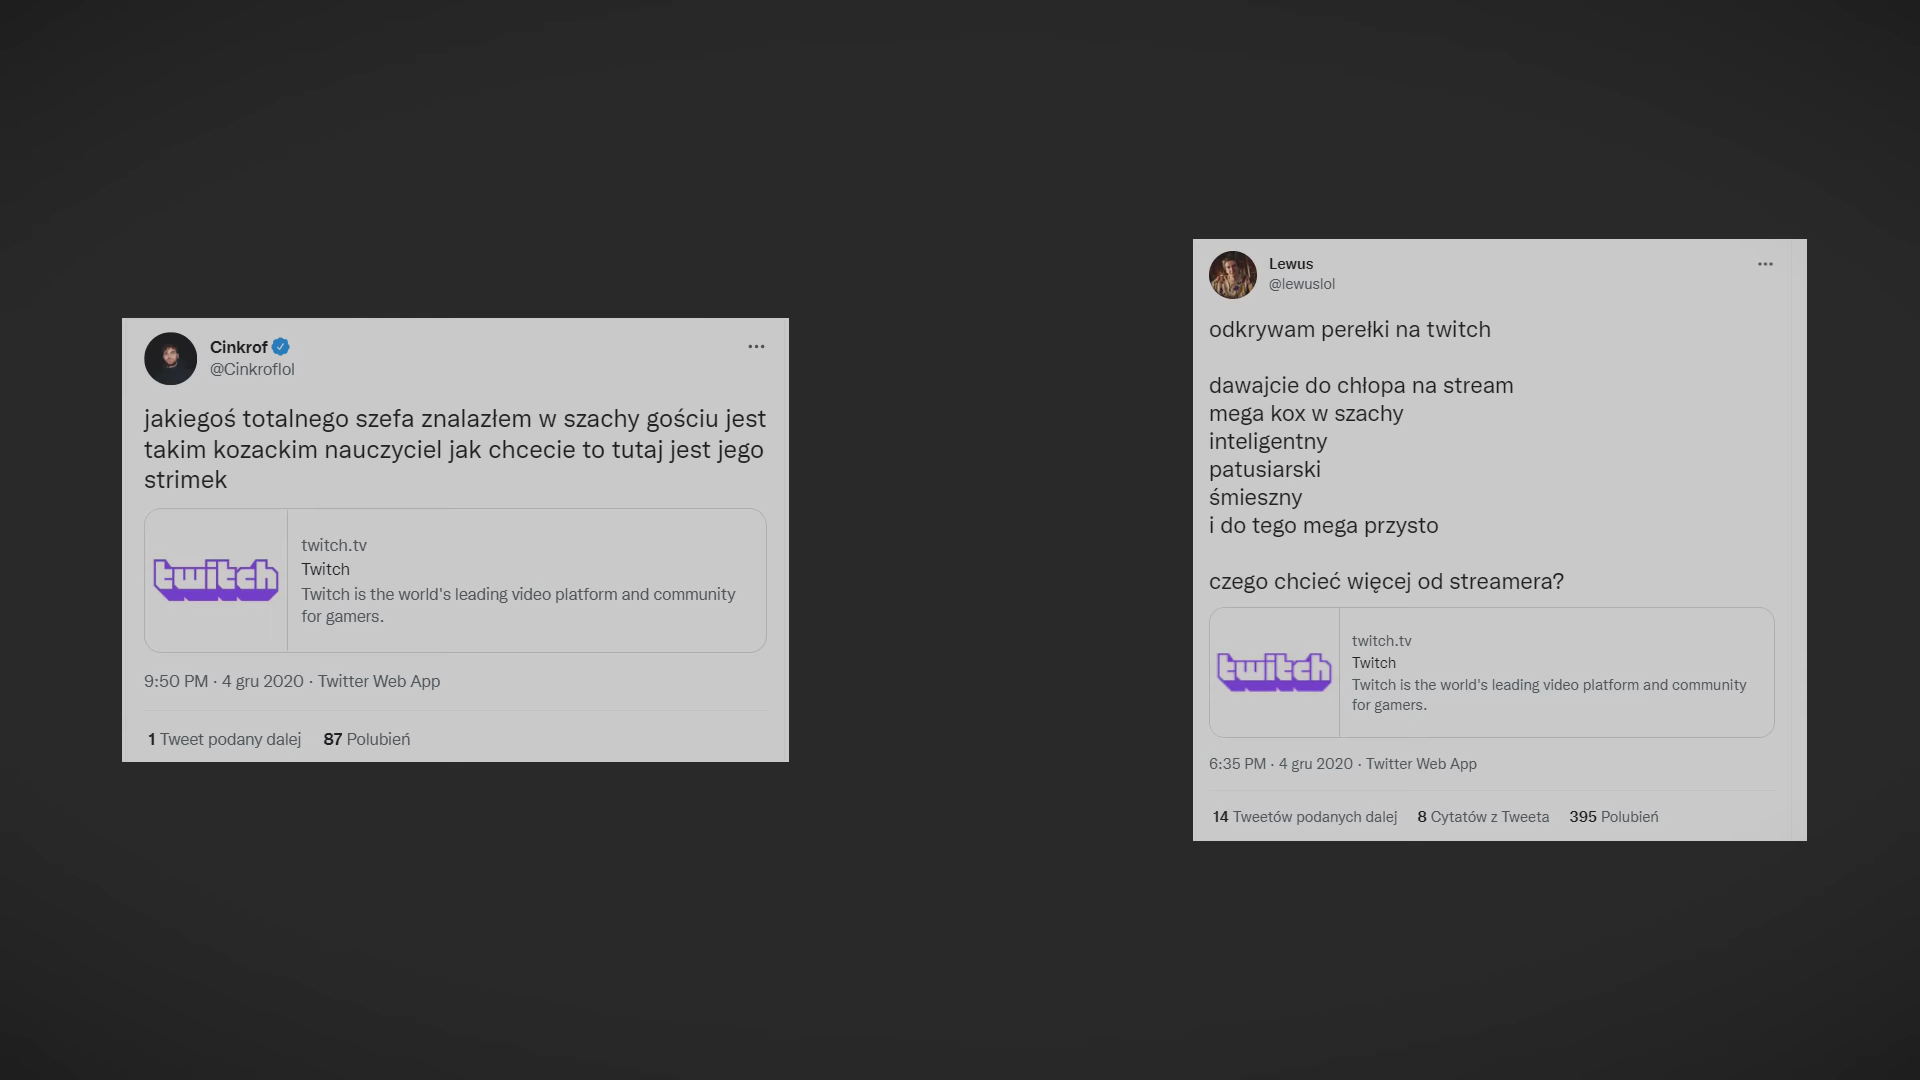 Cinkrof
@Cinkroflol
jakiegoś totalnego szefa znalazłem w szachy gościu jest
takim kozackim nauczyciel jak chcecie to tutaj jest jego
strimek
twitch
twitch.tv
Twitch
Twitch is the world's leading video platform and community
for gamers.
9:50 PM · 4 gru 2020 · Twitter Web App
1 Tweet podany dalej 87 Polubień
Lewus
@lewuslol
odkrywam perełki na twitch
dawajcie do chłopa na stream
mega kox w szachy
inteligentny
patusiarski
śmieszny
i do tego mega przysto
czego chcieć więcej od streamera?
twitch
twitch.tv
Twitch
Twitch is the world's leading video platform and community
for gamers.
6:35 PM · 4 gru 2020 · Twitter Web App
14 Tweetów podanych dalej 8 Cytatów z Tweeta 395 Polubień